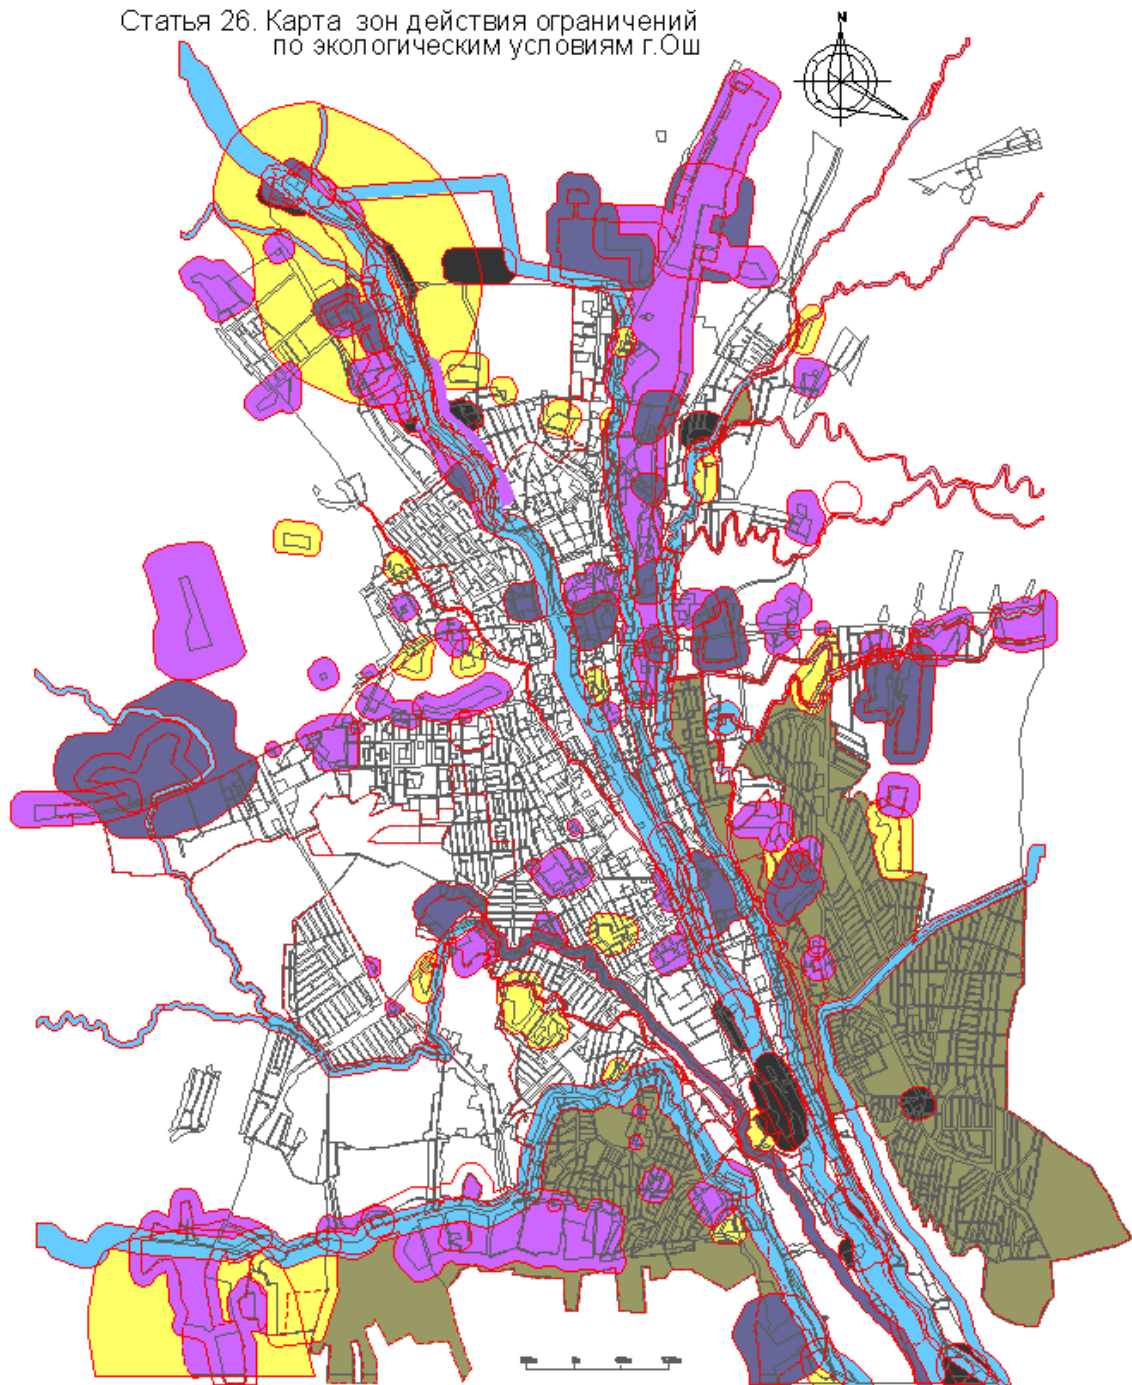 Статья 26. Карта зон действия ограничений
по экологическим условиям г.Ош
N